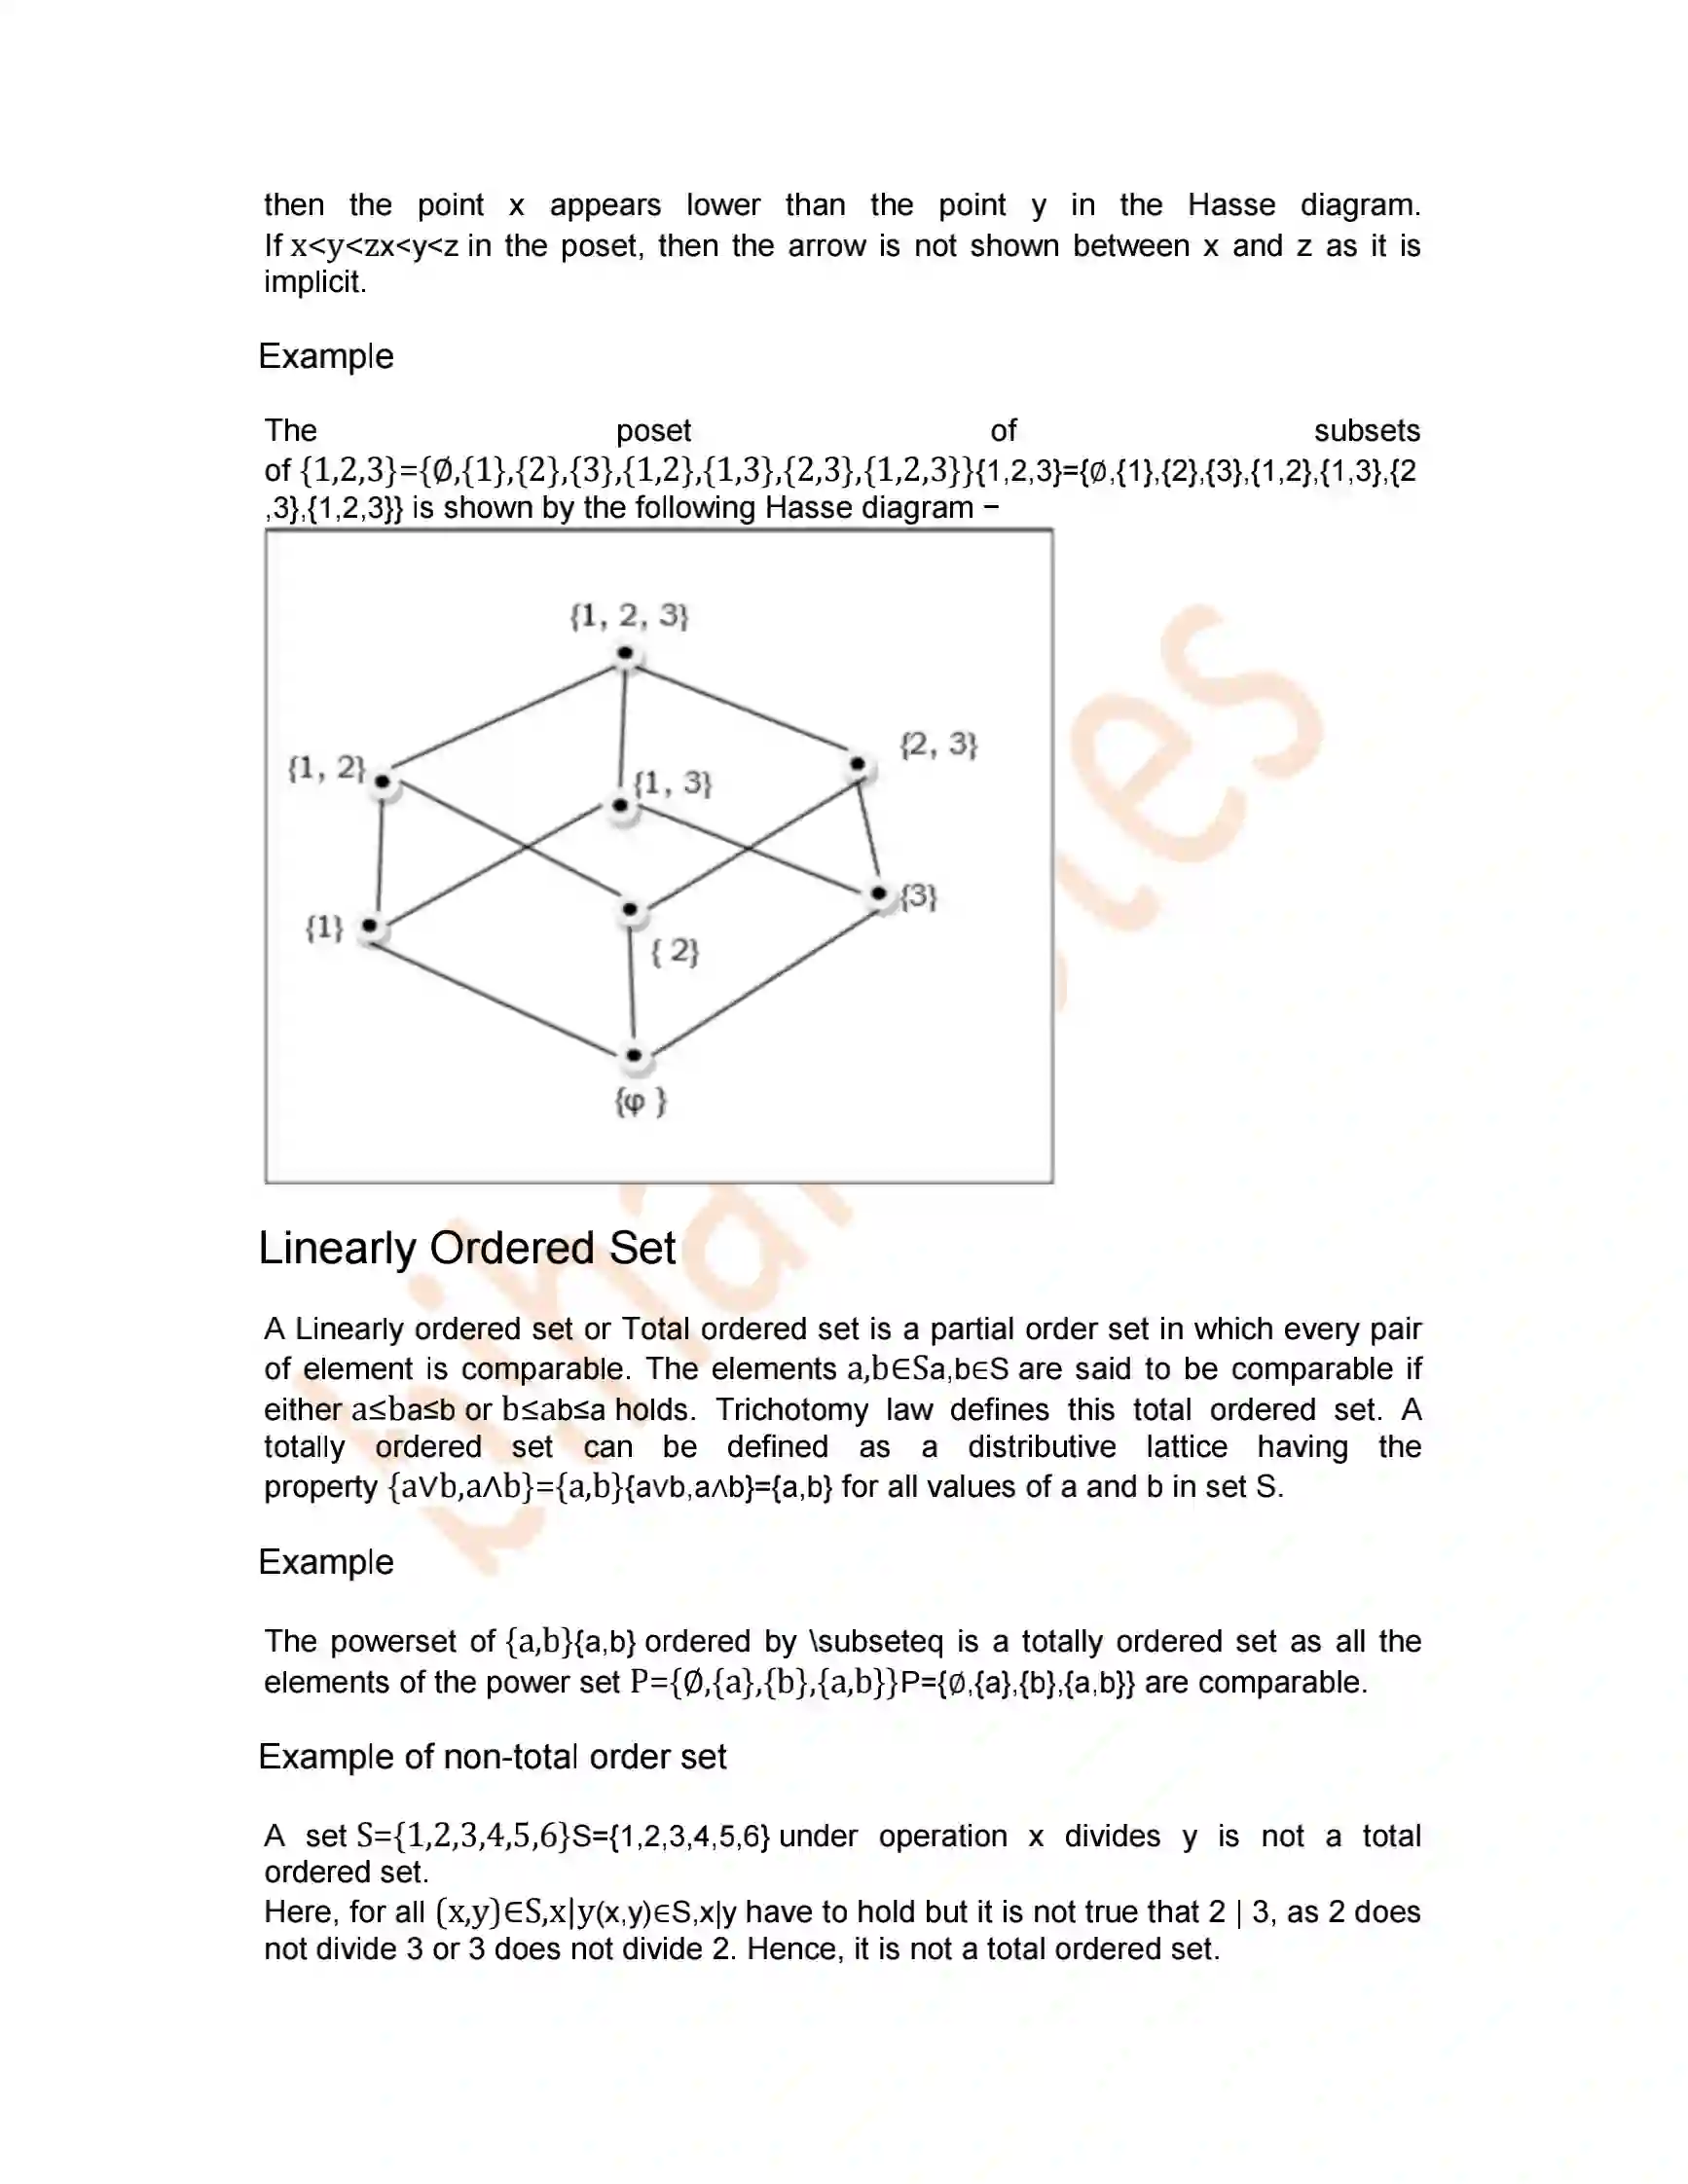 then the point x appears lower than the point y in the Hasse diagram.
If x<y<zx<y<z in the poset, then the arrow is not shown between x and z as it is
implicit.
Example
The poset of subsets
of {1,2,3}={∅,{1},{2},{3},{1,2},{1,3},{2,3},{1,2,3}}{1,2,3}={∅,{1},{2},{3},{1,2},{1,3},{2
,3},{1,2,3}} is shown by the following Hasse diagram −
{1, 2, 3}
{2, 3}
{1, 2}
{1, 3}
{3}
{1}
{ 2}
{φ }
Linearly Ordered Set
A Linearly ordered set or Total ordered set is a partial order set in which every pair
of element is comparable. The elements a,b∈Sa,b∈S are said to be comparable if
either a≤ba≤b or b≤ab≤a holds. Trichotomy law defines this total ordered set. A
totally ordered set can be defined as a distributive lattice having the
property {a∨b,a∧b}={a,b}{a∨b,a∧b}={a,b} for all values of a and b in set S.
Example
The powerset of {a,b}{a,b} ordered by \subseteq is a totally ordered set as all the
elements of the power set P={∅,{a},{b},{a,b}}P={∅,{a},{b},{a,b}} are comparable.
Example of non-total order set
A set S={1,2,3,4,5,6}S={1,2,3,4,5,6} under operation x divides y is not a total
ordered set.
Here, for all (x,y)∈S,x|y(x,y)∈S,x|y have to hold but it is not true that 2 | 3, as 2 does
not divide 3 or 3 does not divide 2. Hence, it is not a total ordered set.